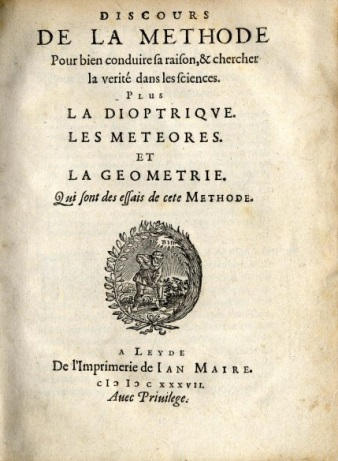 DISCOURS
DE LA METHODE
Pour bien conduire sa raison, & chercher
la verité dans les sciences.
PLUS
LA DIOPTRIQVE.
LES METEORES.
ET
LA GEOMETRIE.
Qui sont des essais de cete METHODE.
A LEYDE
De l'Imprimerie de IAN MAIRE.
cIↃ IↃ C XXXVII.
Auec Priuilege.